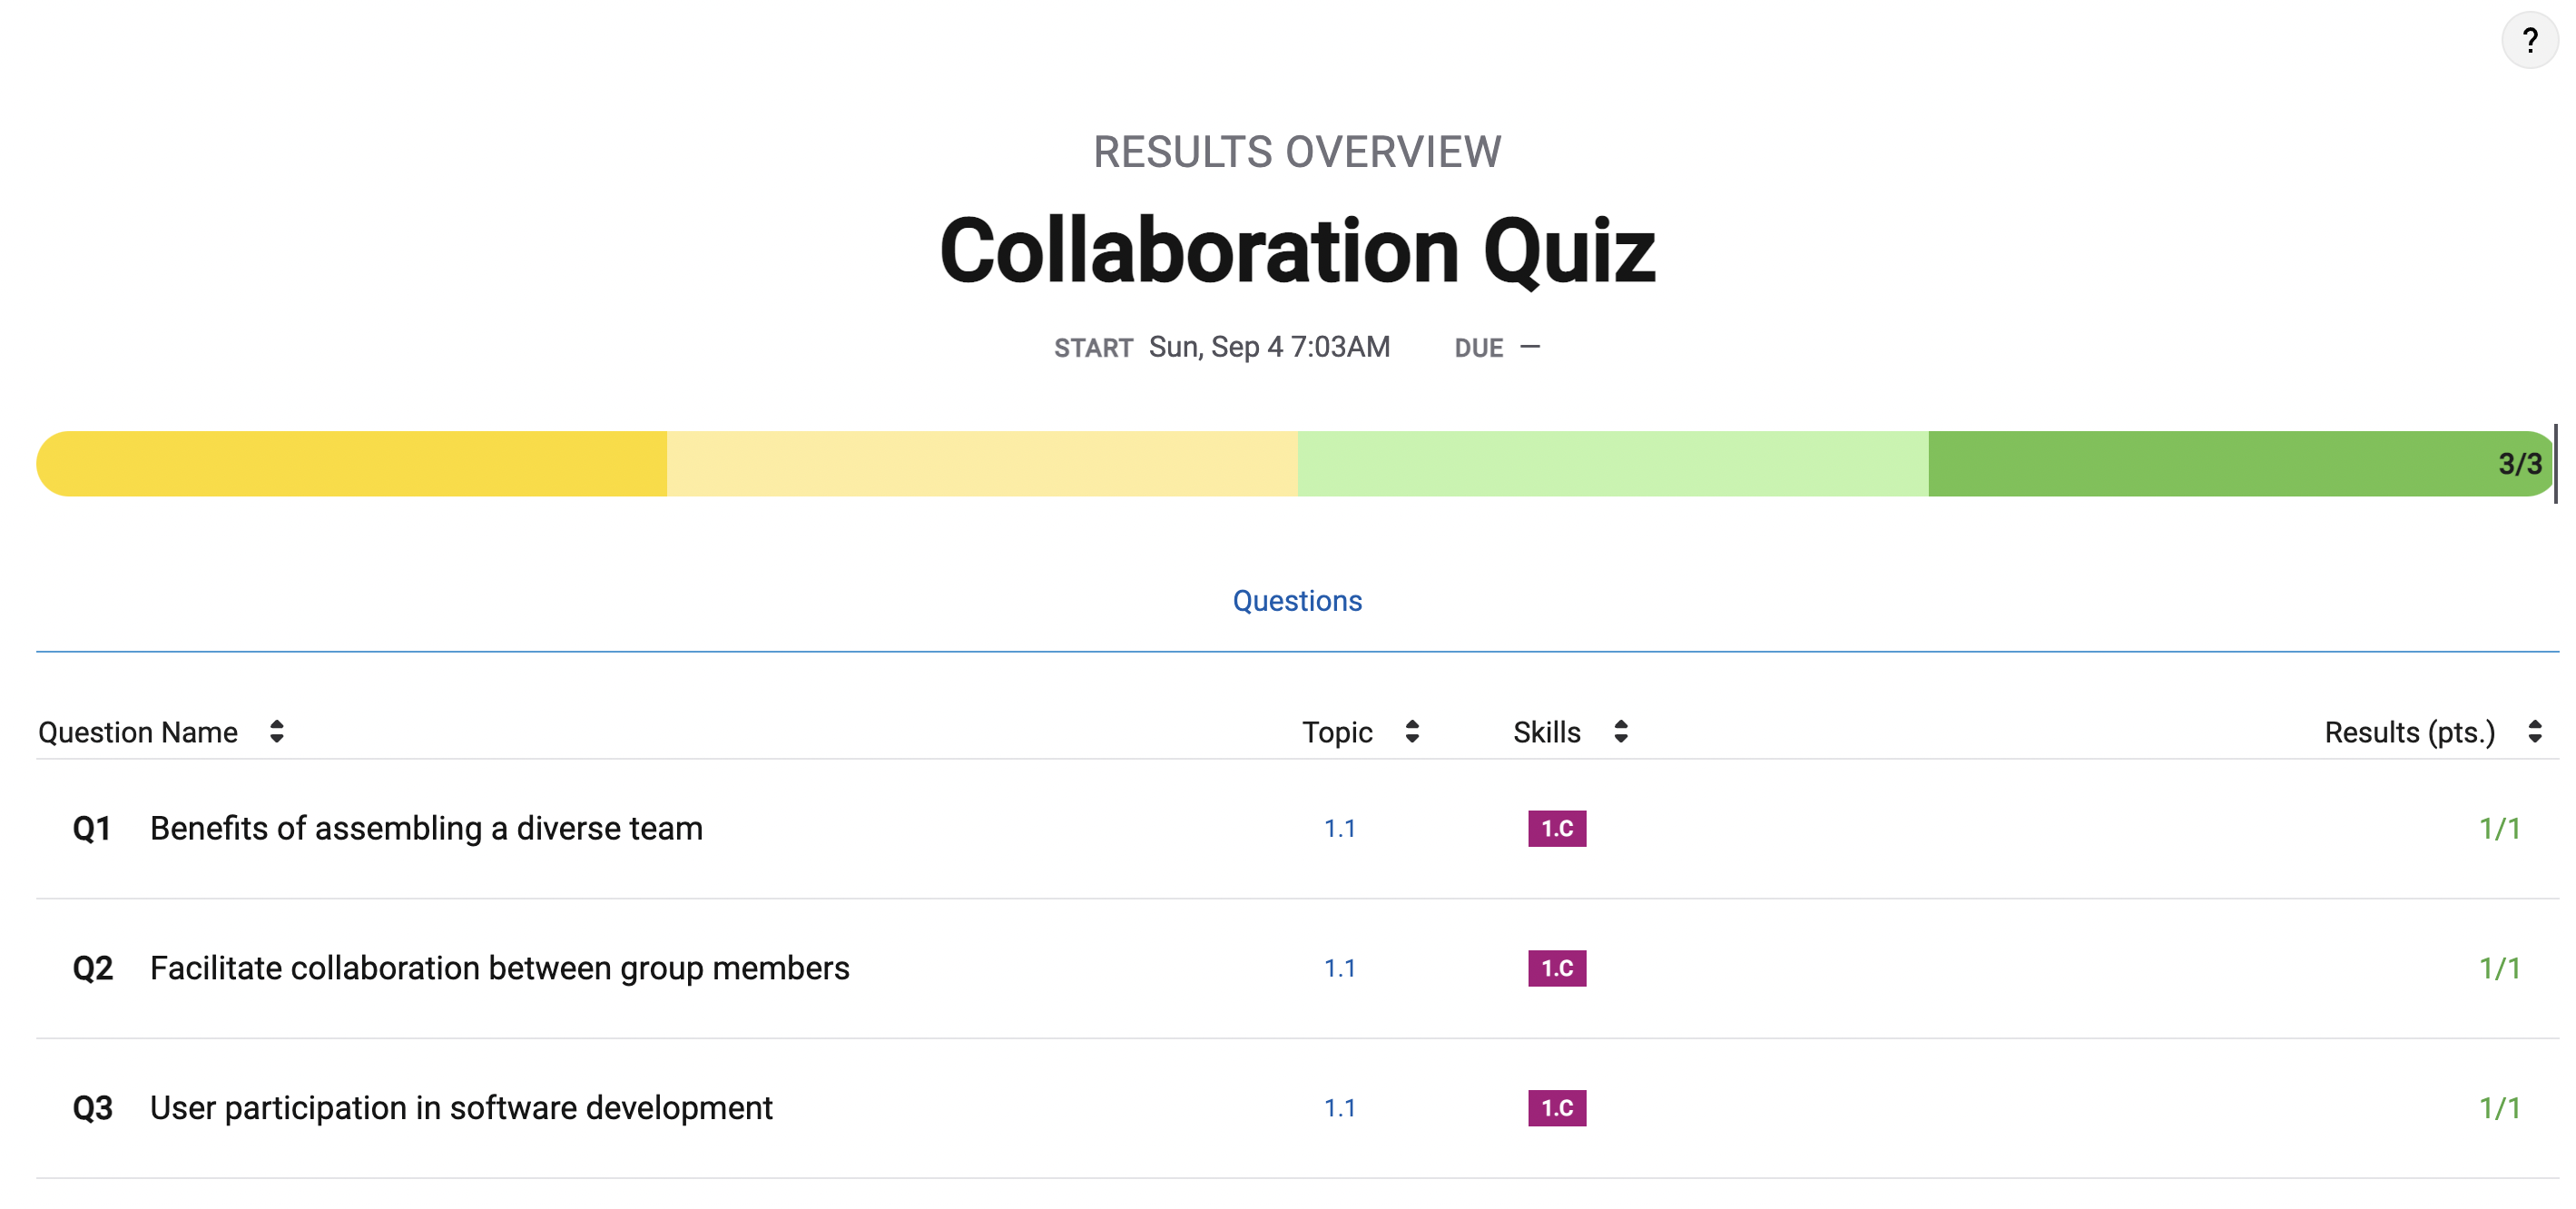 ?
RESULTS OVERVIEW
Collaboration Quiz
START Sun, Sep 4 7:03AM DUE —
3/3
Questions
Question Name Topic Skills Results (pts.)
Q1 Benefits of assembling a diverse team 1.1 1.C 1/1
Q2 Facilitate collaboration between group members 1.1 1.C 1/1
Q3 User participation in software development 1.1 1.C 1/1